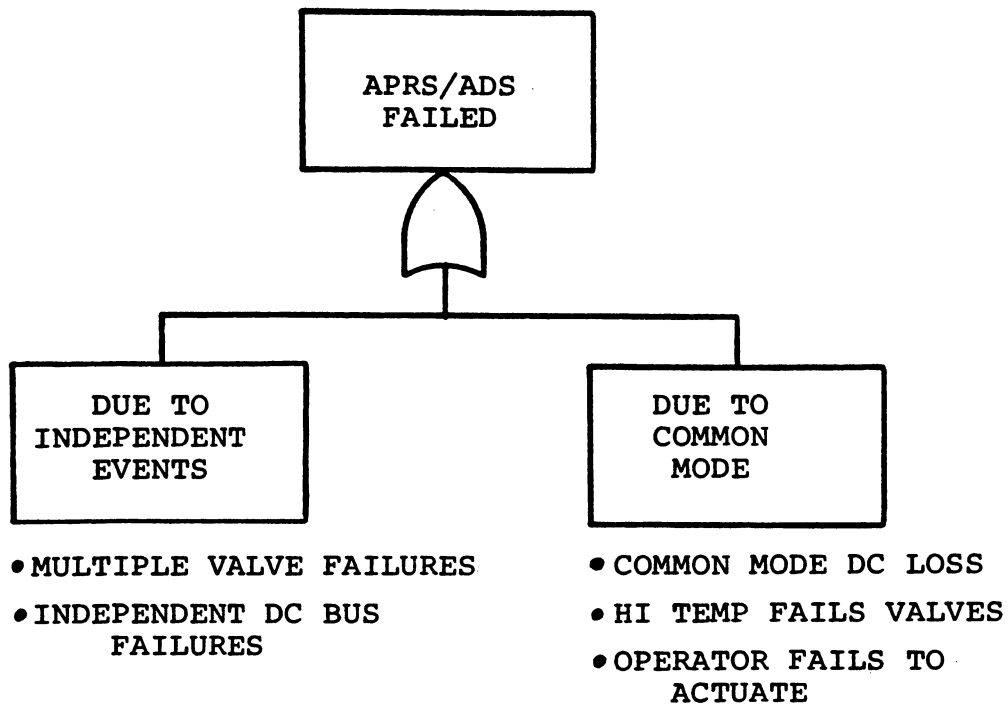 APRS/ADS
FAILED
DUE TO
INDEPENDENT
EVENTS
• MULTIPLE VALVE FAILURES
• INDEPENDENT DC BUS
FAILURES
DUE TO
COMMON
MODE
• COMMON MODE DC LOSS
• HI TEMP FAILS VALVES
• OPERATOR FAILS TO
ACTUATE